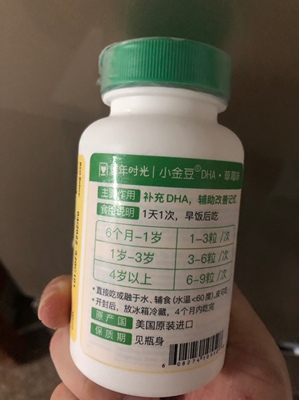 童年时光 | 小金豆®DHA · 草莓味
主要作用 补充DHA，辅助改善记忆
食用说明 1天1次，早饭后吃
6个月-1岁 1-3粒/次
1岁-3岁 3-6粒/次
4岁以上 6-9粒/次
• 直接吃或融于水、辅食 (水温<60度)
• 开封后，放冰箱冷藏，4个月内吃完
原产国 美国原装进口
保质期 见瓶身